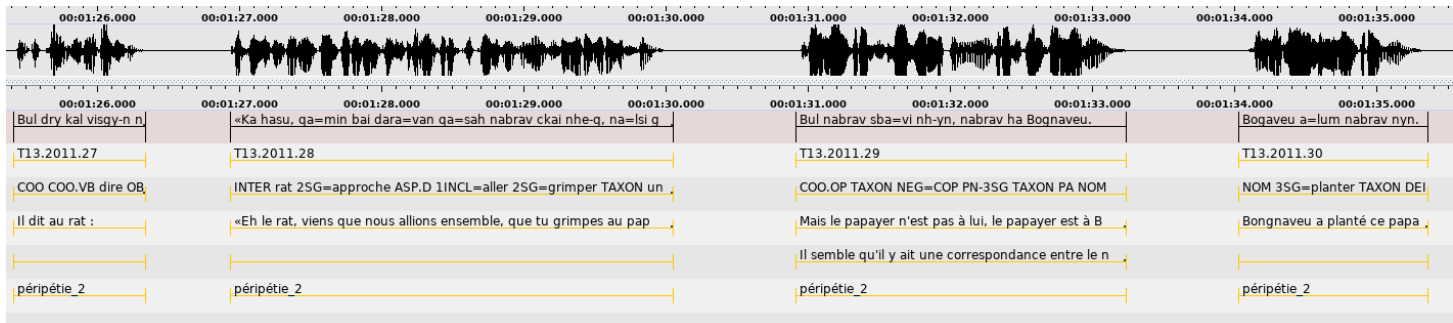 00:01:26.000 00:01:27.000 00:01:28.000 00:01:29.000 00:01:30.000 00:01:31.000 00:01:32.000 00:01:33.000 00:01:34.000 00:01:35.000
00:01:26.000 00:01:27.000 00:01:28.000 00:01:29.000 00:01:30.000 00:01:31.000 00:01:32.000 00:01:33.000 00:01:34.000 00:01:35.000
Bul dry kal visgy-n n «Ka hasu, qa=min bai dara=van qa=sah nabrav ckai nhe-q, na=lsi g Bul nabrav sba=vi nh-yn, nabrav ha Bognaveu. Bogaveu a=lum nabrav nyn.
T13.2011.27 T13.2011.28 T13.2011.29 T13.2011.30
COO COO.VB dire OB INTER rat 2SG=approche ASP.D 1INCL=aller 2SG=grimper TAXON un COO.OP TAXON NEG=COP PN-3SG TAXON PA NOM NOM 3SG=planter TAXON DEI
Il dit au rat : «Eh le rat, viens que nous allions ensemble, que tu grimpes au pap Mais le papayer n'est pas à lui, le papayer est à B Bongnaveu a planté ce papa
Il semble qu'il y ait une correspondance entre le n
péripétie_2 péripétie_2 péripétie_2 péripétie_2